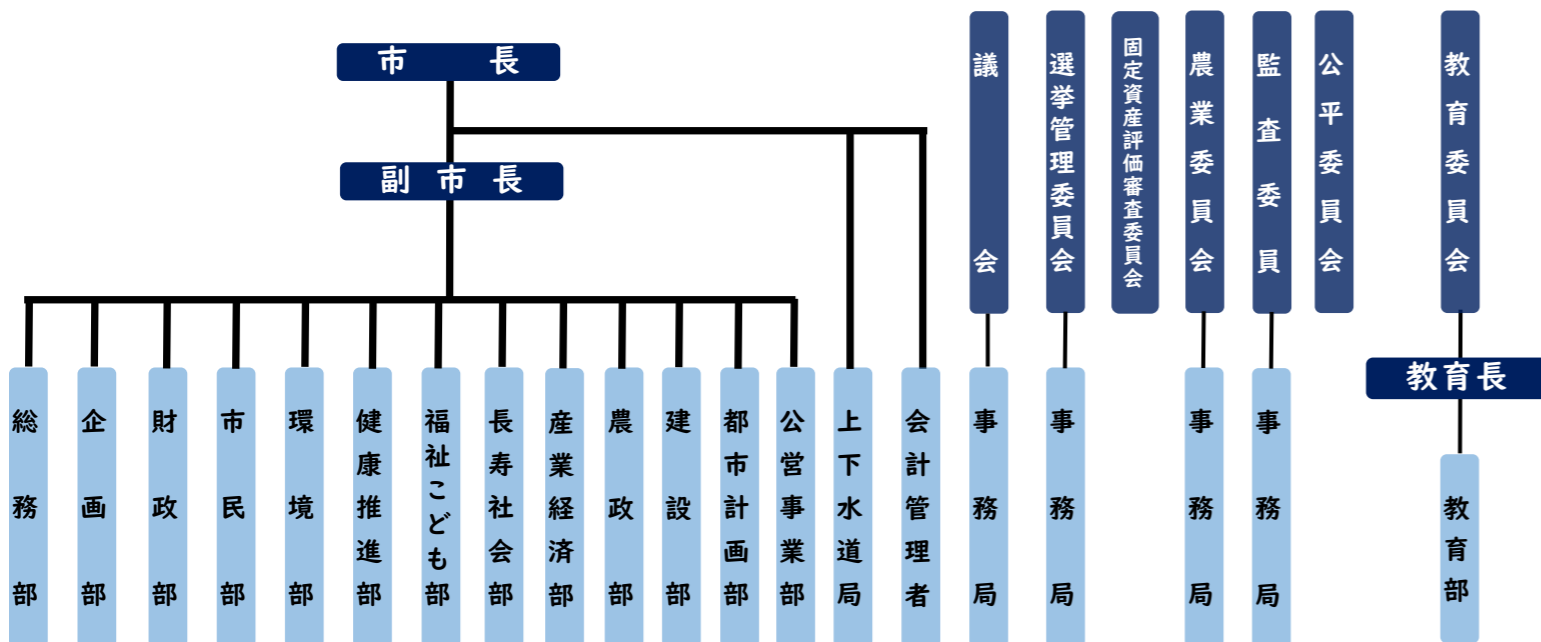 市長
副市長
総務部
企画部
財政部
市民部
環境部
健康推進部
福祉こども部
長寿社会部
産業経済部
農政部
建設部
都市計画部
公営事業部
上下水道局
会計管理者
議会
事務局
選挙管理委員会
事務局
固定資産評価審査委員会
農業委員会
事務局
監査委員
事務局
公平委員会
教育委員会
教育長
教育部